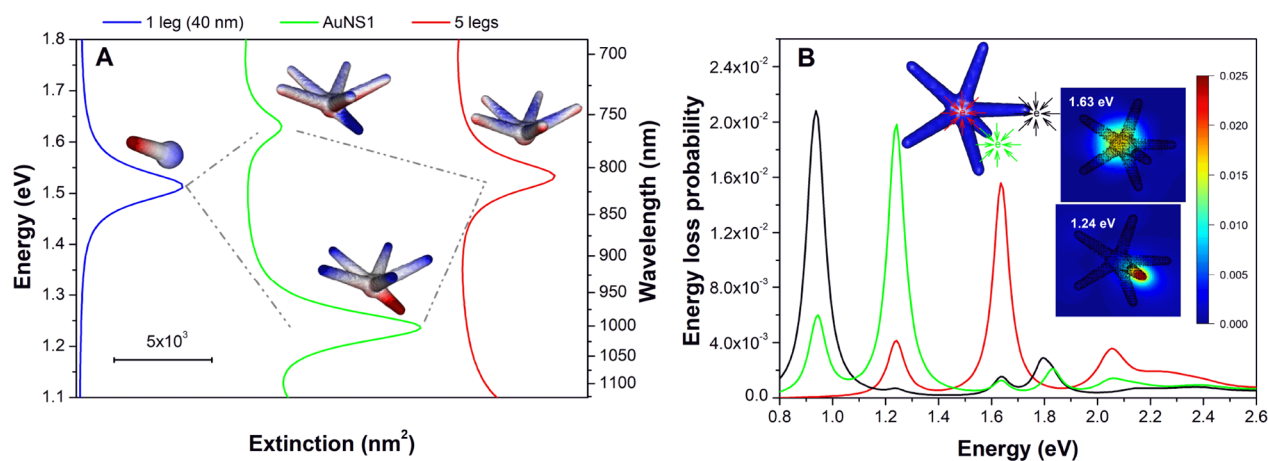 1 leg (40 nm) AuNS1 5 legs
A
Energy (eV)
1.8
1.7
1.6
1.5
1.4
1.3
1.2
1.1
5x10³
Extinction (nm²)
700
750
800
850
900
950
1000
1050
1100
Wavelength (nm)
B
Energy loss probability
2.4x10⁻²
2.0x10⁻²
1.6x10⁻²
1.2x10⁻²
8.0x10⁻³
4.0x10⁻³
0.0
0.8 1.0 1.2 1.4 1.6 1.8 2.0 2.2 2.4 2.6
Energy (eV)
e⁻
e⁻
e⁻
1.63 eV
1.24 eV
0.025
0.020
0.015
0.010
0.005
0.000